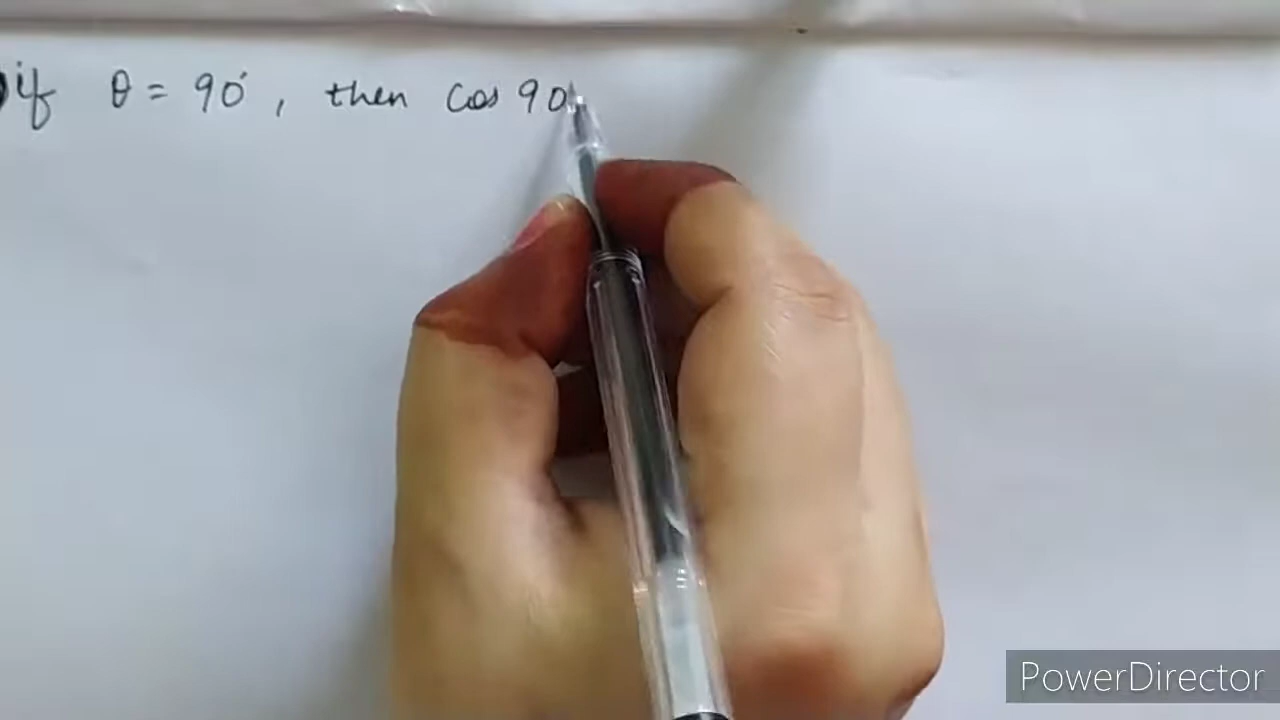 if θ = 90°, then cos 90
PowerDirector